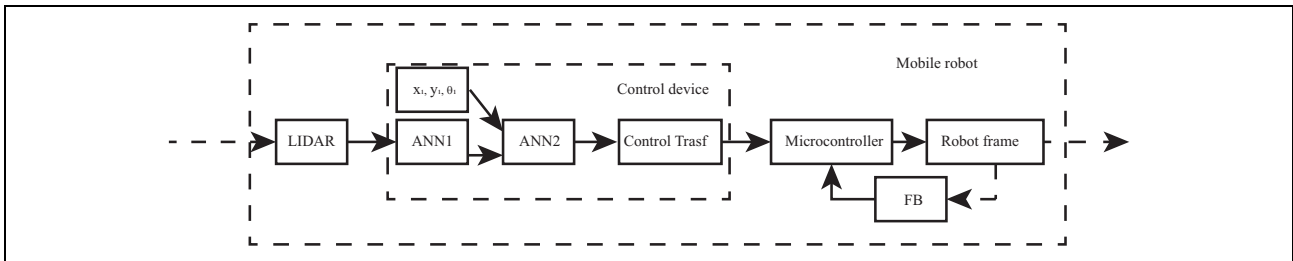 Mobile robot
Control device
x₁, y₁, θ₁
LIDAR
ANN1
ANN2
Control Trasf
Microcontroller
Robot frame
FB